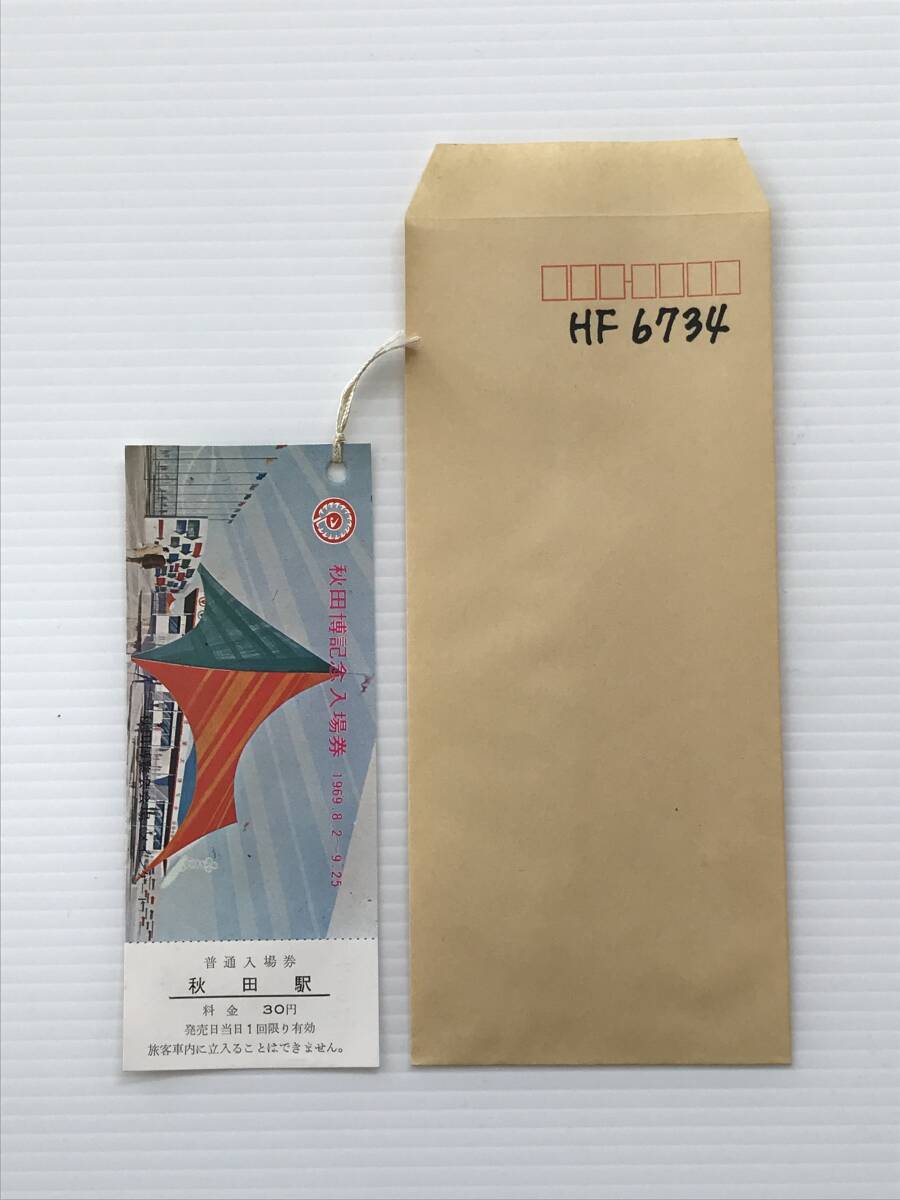 HF 6734
秋田博記念入場券 1969.8.2-9.25
普通入場券
秋田駅
料金 30円
発売日当日1回限り有効
旅客車内に立入ることはできません。